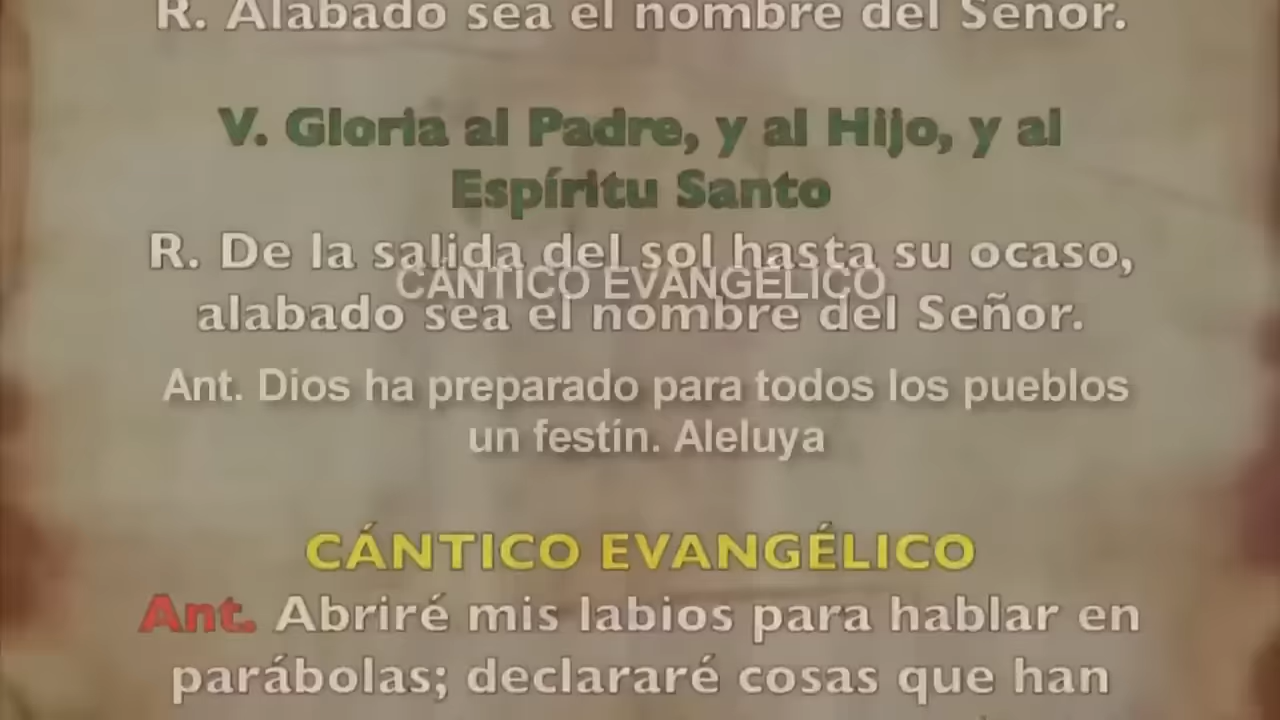 R. Alabado sea el nombre del Señor.
V. Gloria al Padre, y al Hijo, y al
Espíritu Santo
R. De la salida del sol hasta su ocaso,
CÁNTICO EVANGÉLICO
alabado sea el nombre del Señor.
Ant. Dios ha preparado para todos los pueblos
un festín. Aleluya
CÁNTICO EVANGÉLICO
Ant. Abriré mis labios para hablar en
parábolas; declararé cosas que han